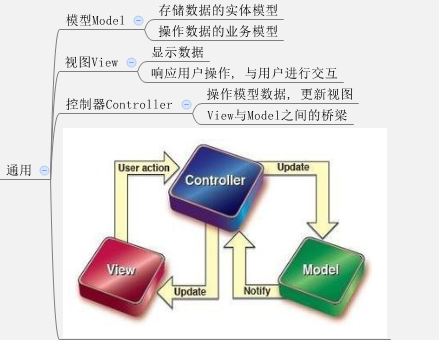 存储数据的实体模型
模型Model
操作数据的业务模型
显示数据
视图View
响应用户操作，与用户进行交互
操作模型数据，更新视图
控制器Controller
View与Model之间的桥梁
通用
User action
Controller
Update
View
Update
Notify
Model